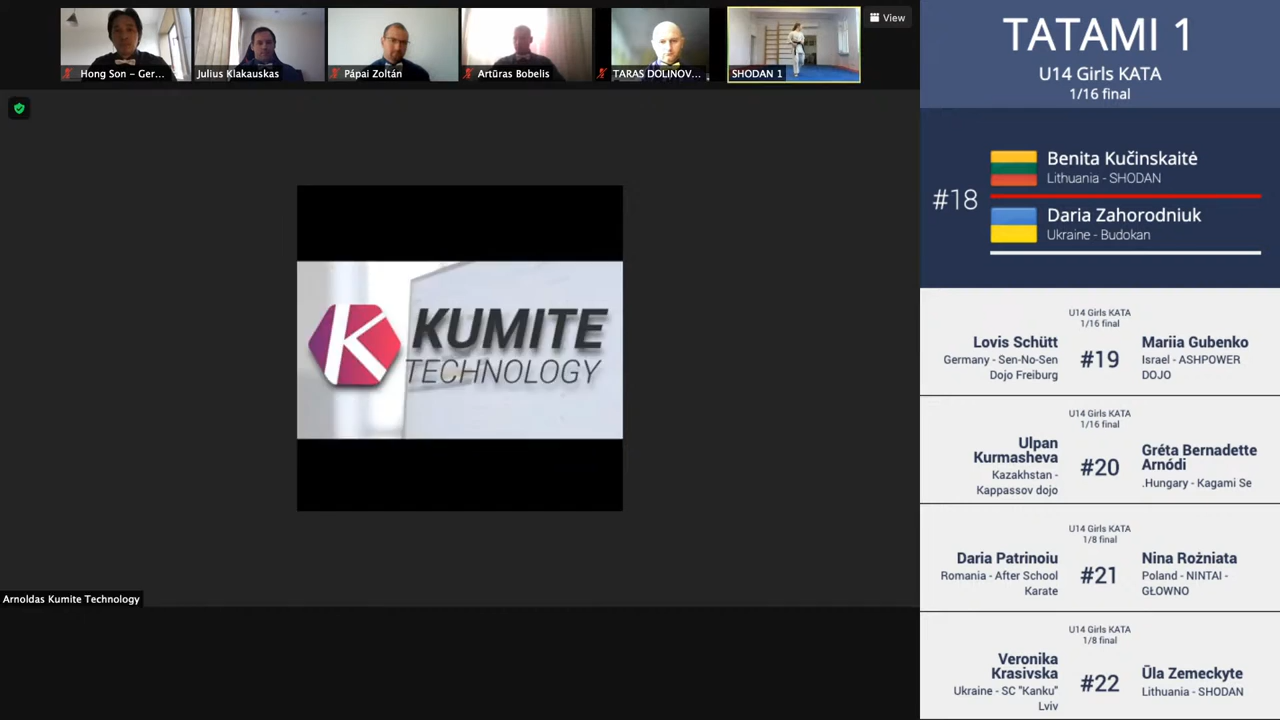 Hong Son – Ger...
Julius Klakauskas
Pápai Zoltán
Artūras Bobelis
TARAS DOLINOV...
SHODAN 1
View
KUMITE
TECHNOLOGY
Arnoldas Kumite Technology
TATAMI 1
U14 Girls KATA
1/16 final
#18
Benita Kučinskaitė
Lithuania - SHODAN
Daria Zahorodniuk
Ukraine - Budokan
U14 Girls KATA
1/16 final
Lovis Schütt
Germany - Sen-No-Sen
Dojo Freiburg
#19
Mariia Gubenko
Israel - ASHPOWER
DOJO
U14 Girls KATA
1/16 final
Ulpan
Kurmasheva
Kazakhstan -
Kappassov dojo
#20
Gréta Bernadette
Arnódi
.Hungary - Kagami Se
U14 Girls KATA
1/8 final
Daria Patrinoiu
Romania - After School
Karate
#21
Nina Rożniata
Poland - NINTAI -
GŁOWNO
U14 Girls KATA
1/8 final
Veronika
Krasivska
Ukraine - SC "Kanku"
Lviv
#22
Ūla Zemeckyte
Lithuania - SHODAN